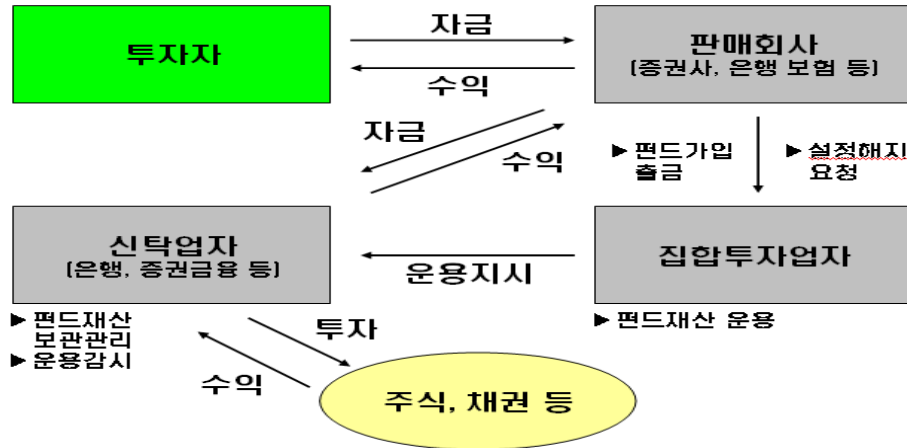 투자자
자금
수익
판매회사
(증권사, 은행 보험 등)
자금
수익
▶ 펀드가입
출금
▶ 설정해지
요청
신탁업자
(은행, 증권금융 등)
운용지시
집합투자업자
▶ 펀드재산
보관관리
▶ 운용감시
▶ 펀드재산 운용
투자
수익
주식, 채권 등